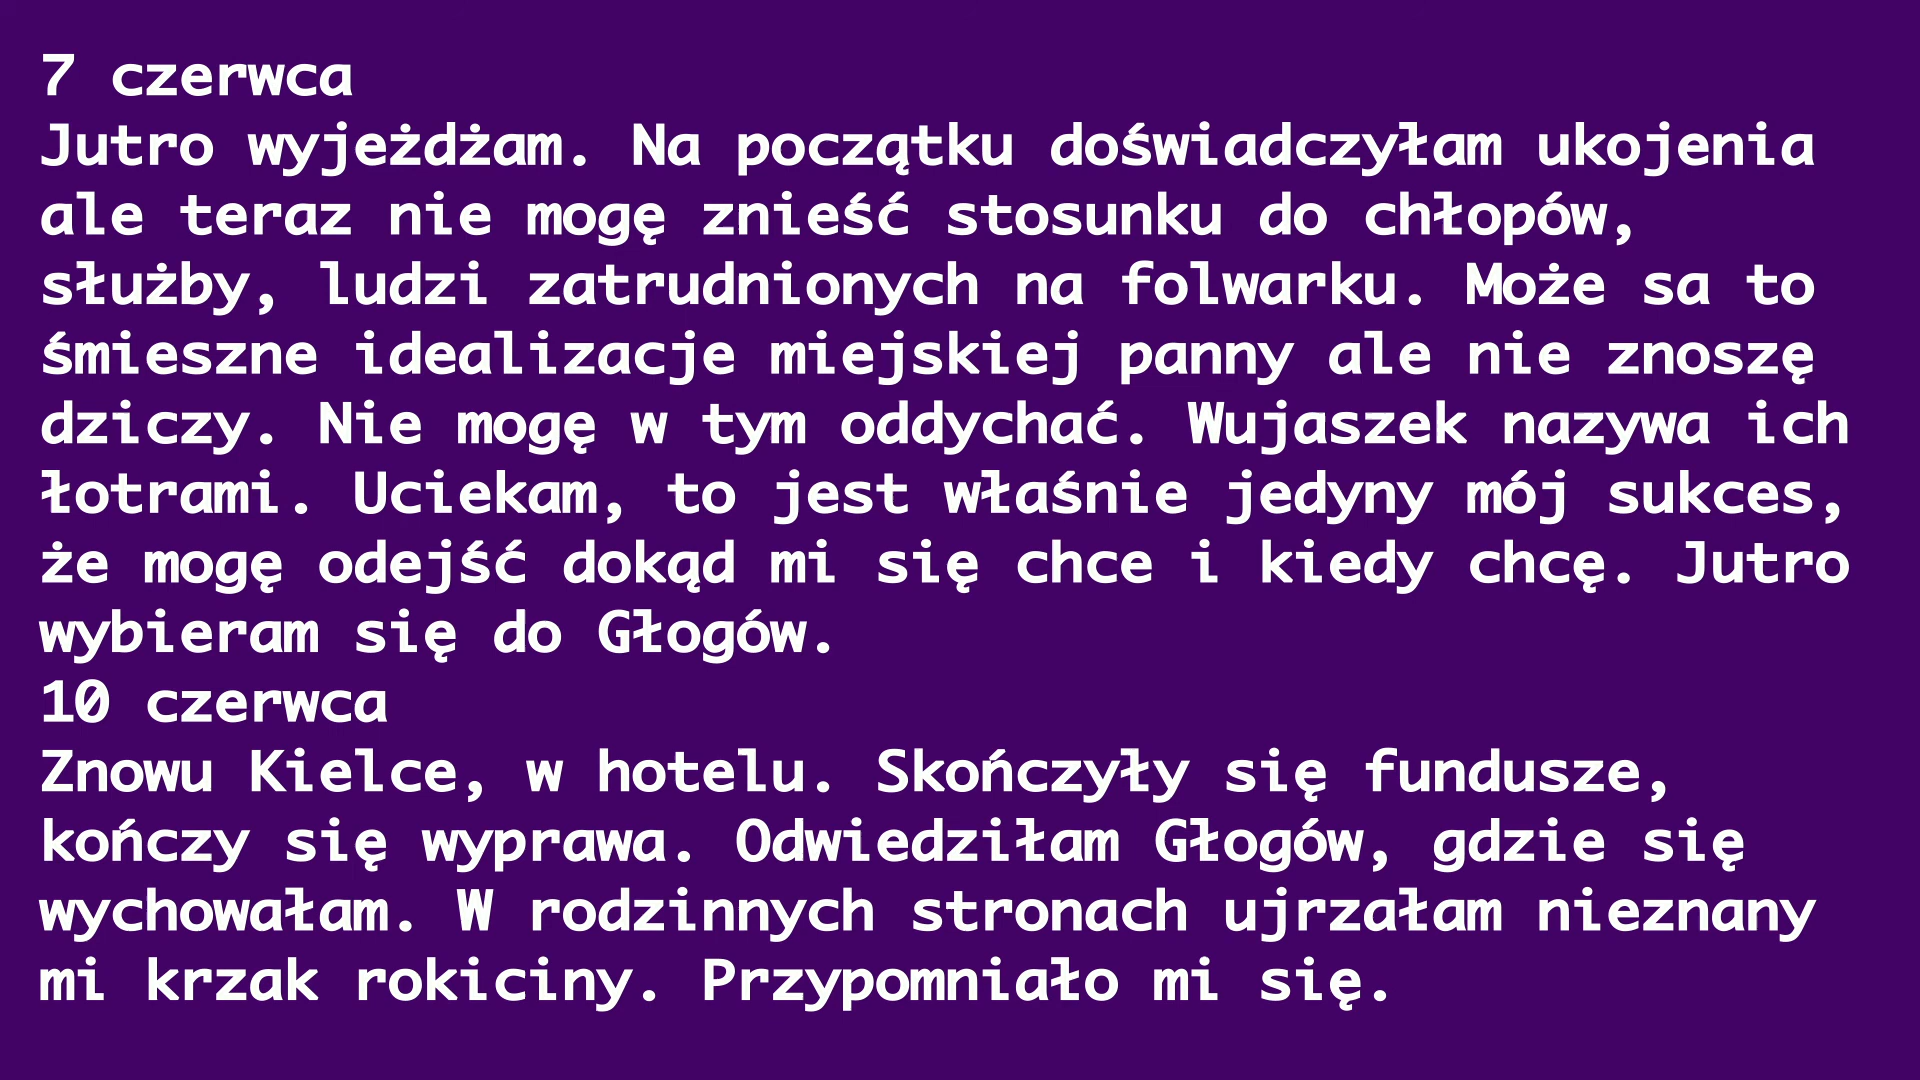 7 czerwca
Jutro wyjeżdżam. Na początku doświadczyłam ukojenia
ale teraz nie mogę znieść stosunku do chłopów,
służby, ludzi zatrudnionych na folwarku. Może sa to
śmieszne idealizacje miejskiej panny ale nie znoszę
dziczy. Nie mogę w tym oddychać. Wujaszek nazywa ich
łotrami. Uciekam, to jest właśnie jedyny mój sukces,
że mogę odejść dokąd mi się chce i kiedy chcę. Jutro
wybieram się do Głogów.
10 czerwca
Znowu Kielce, w hotelu. Skończyły się fundusze,
kończy się wyprawa. Odwiedziłam Głogów, gdzie się
wychowałam. W rodzinnych stronach ujrzałam nieznany
mi krzak rokiciny. Przypomniało mi się.